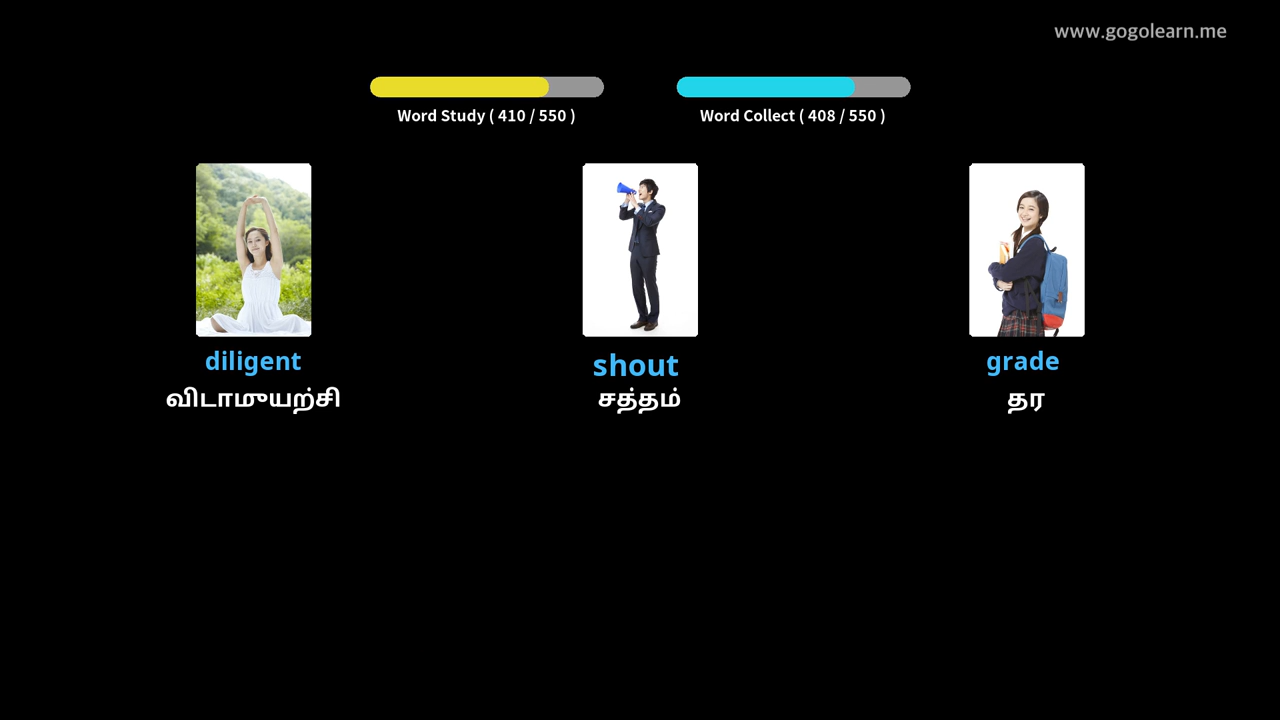 www.gogolearn.me
Word Study ( 410 / 550 )
Word Collect ( 408 / 550 )
diligent
விடாமுயற்சி
shout
சத்தம்
grade
தர